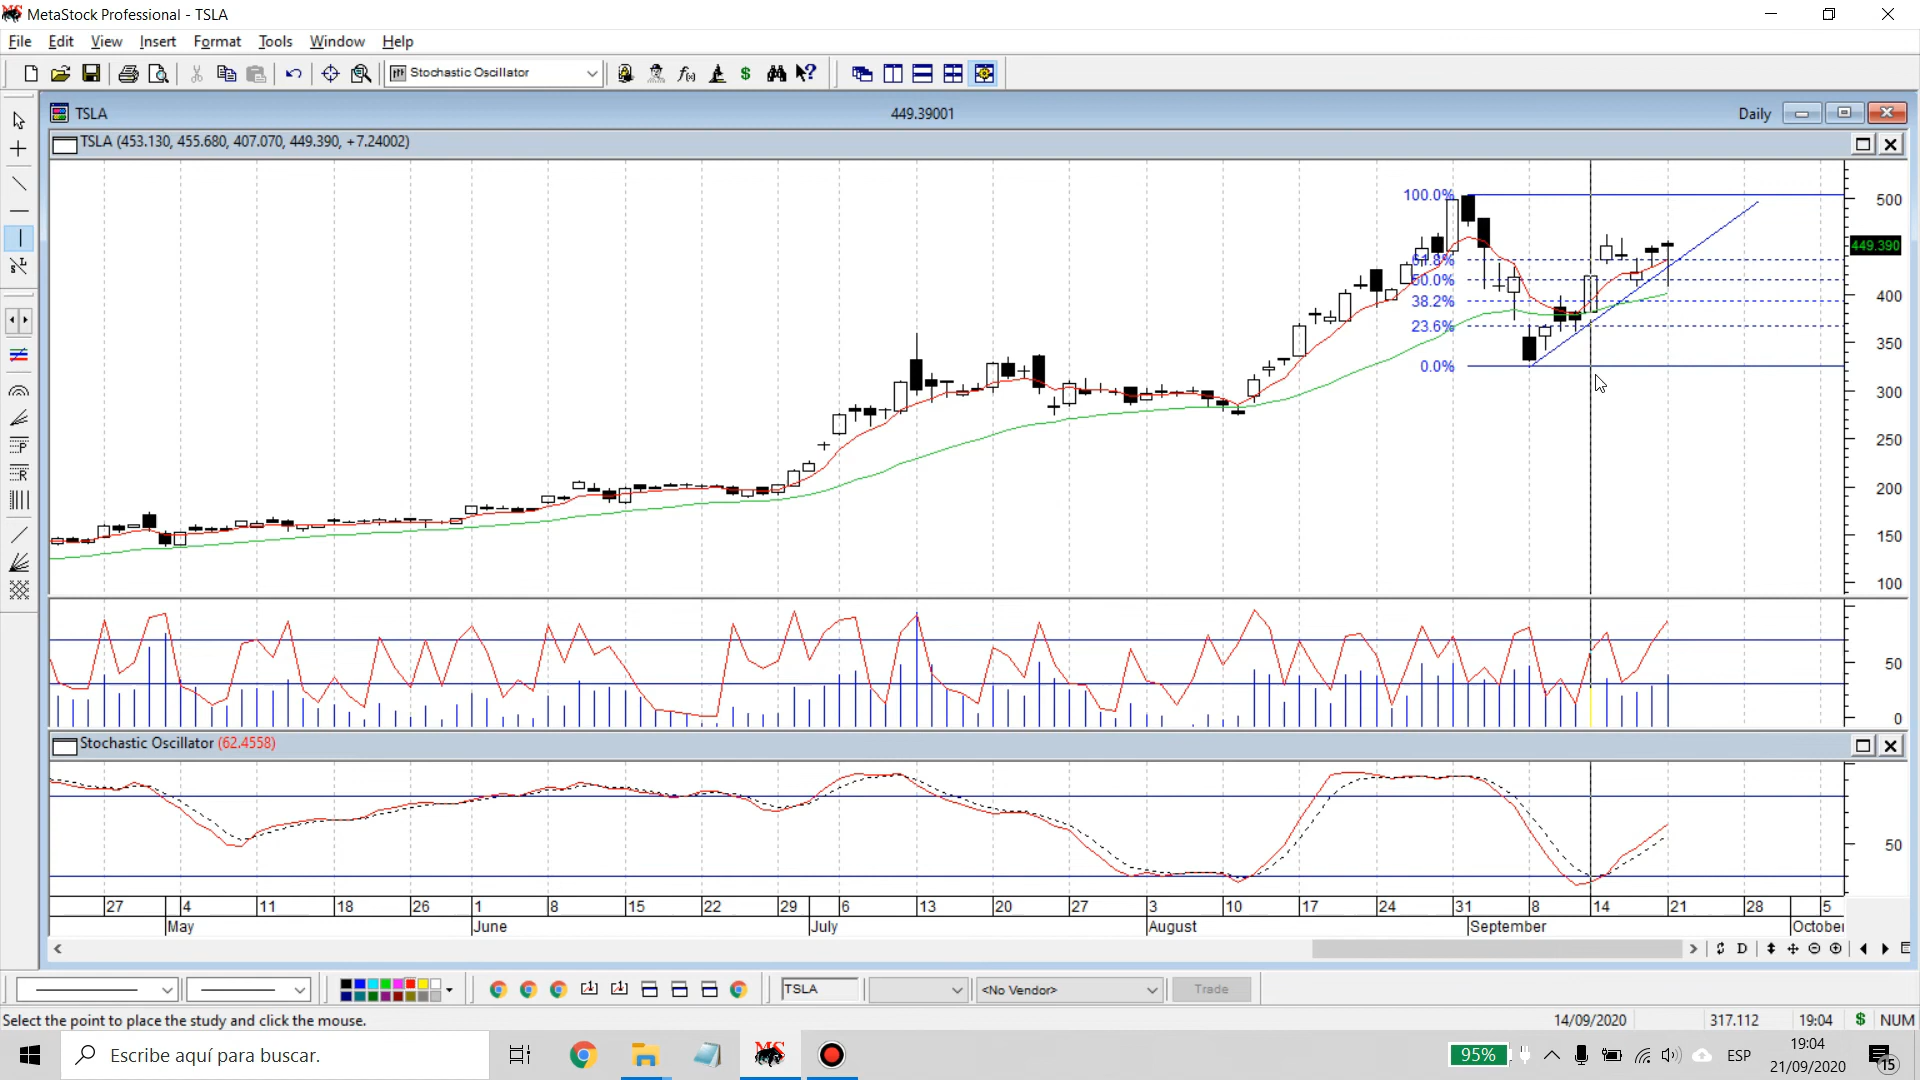 MetaStock Professional - TSLA
File Edit View Insert Format Tools Window Help
Stochastic Oscillator
TSLA 449.39001 Daily
TSLA (453.130, 455.680, 407.070, 449.390, +7.24002)
100.0%
61.8%
50.0%
38.2%
23.6%
0.0%
500
449.390
400
350
300
250
200
150
100
50
0
Stochastic Oscillator (62.4558)
50
27 4 11 18 26 1 8 15 22 29 6 13 20 27 3 10 17 24 31 8 14 21 28 5
May June July August September October
D
TSLA <No Vendor> Trade
Select the point to place the study and click the mouse. 14/09/2020 317.112 19:04 $ NUM
Escribe aquí para buscar.
95% ESP
19:04
21/09/2020
15